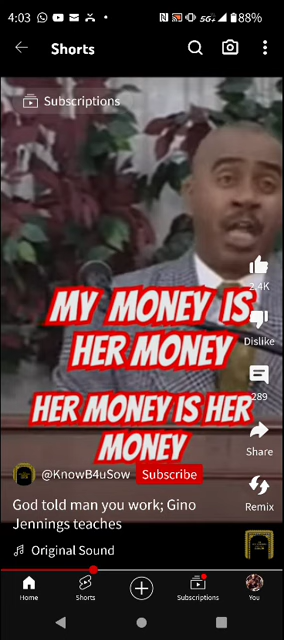 4:03 5G 88%
Shorts
Subscriptions
MY MONEY IS
HER MONEY
HER MONEY IS HER
MONEY
2.4K
Dislike
289
Share
Remix
@KnowB4uSow Subscribe
God told man you work; Gino
Jennings teaches
Original Sound
Home Shorts Subscriptions You